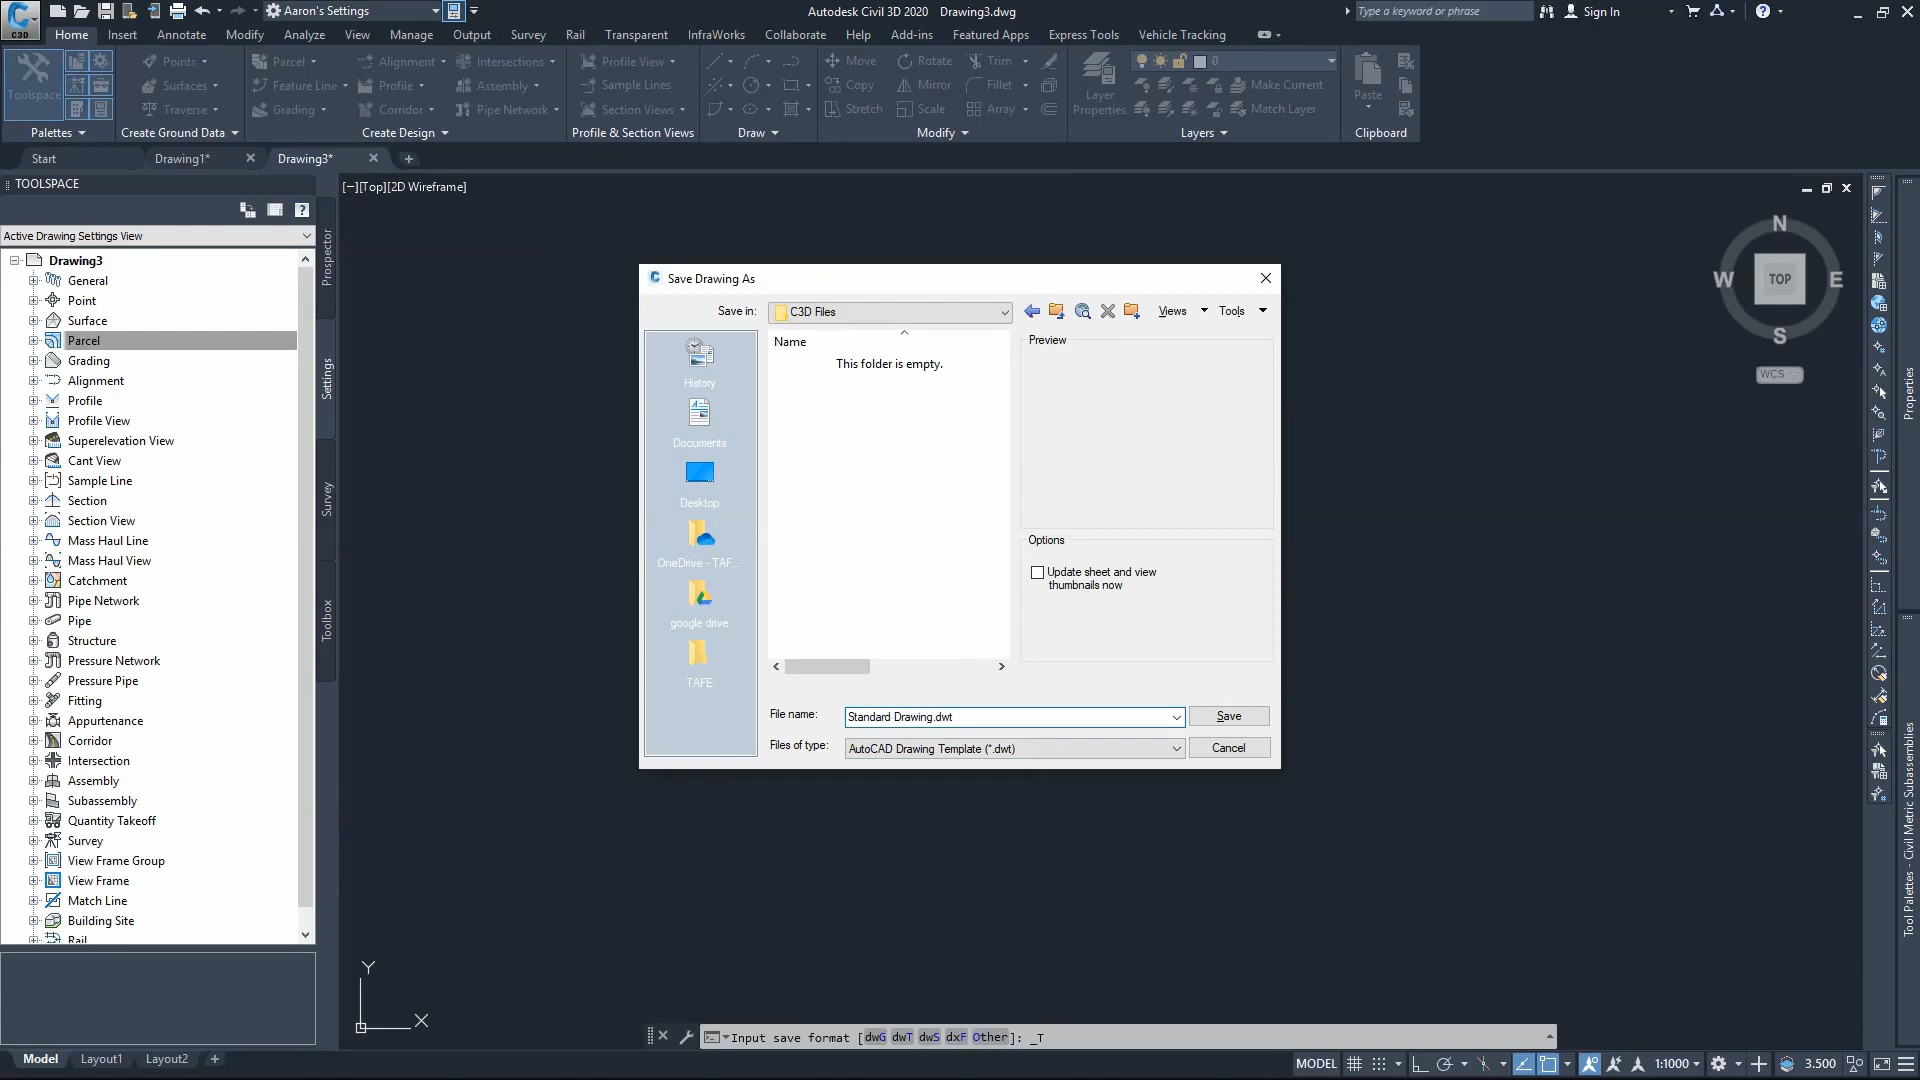 Aaron's Settings
Autodesk Civil 3D 2020 Drawing3.dwg
Type a keyword or phrase
Sign In
C3D
Home Insert Annotate Modify Analyze View Manage Output Survey Rail Transparent InfraWorks Collaborate Help Add-ins Featured Apps Express Tools Vehicle Tracking
Toolspace
Palettes
Points
Surfaces
Traverse
Create Ground Data
Parcel
Feature Line
Grading
Alignment
Profile
Corridor
Intersections
Assembly
Pipe Network
Create Design
Profile View
Sample Lines
Section Views
Profile & Section Views
Draw
Move
Copy
Stretch
Rotate
Mirror
Scale
Trim
Fillet
Array
Modify
Layer
Properties
0
Make Current
Match Layer
Layers
Paste
Clipboard
Start
Drawing1*
Drawing3*
TOOLSPACE
Active Drawing Settings View
Drawing3
General
Point
Surface
Parcel
Grading
Alignment
Profile
Profile View
Superelevation View
Cant View
Sample Line
Section
Section View
Mass Haul Line
Mass Haul View
Catchment
Pipe Network
Pipe
Structure
Pressure Network
Pressure Pipe
Fitting
Appurtenance
Corridor
Intersection
Assembly
Subassembly
Quantity Takeoff
Survey
View Frame Group
View Frame
Match Line
Building Site
Rail
Prospector
Settings
Survey
Toolbox
[−][Top][2D Wireframe]
N
W TOP E
S
WCS
Properties
Tool Palettes - Civil Metric Subassemblies
Save Drawing As
Save in:
C3D Files
Views
Tools
History
Documents
Desktop
OneDrive - TAF...
google drive
TAFE
Name
This folder is empty.
Preview
Options
Update sheet and view
thumbnails now
File name:
Standard Drawing.dwt
Save
Files of type:
AutoCAD Drawing Template (*.dwt)
Cancel
Y
X
Input save format [dwG dwT dwS dxF Other]: _T
Model Layout1 Layout2
MODEL
1:1000
3.500